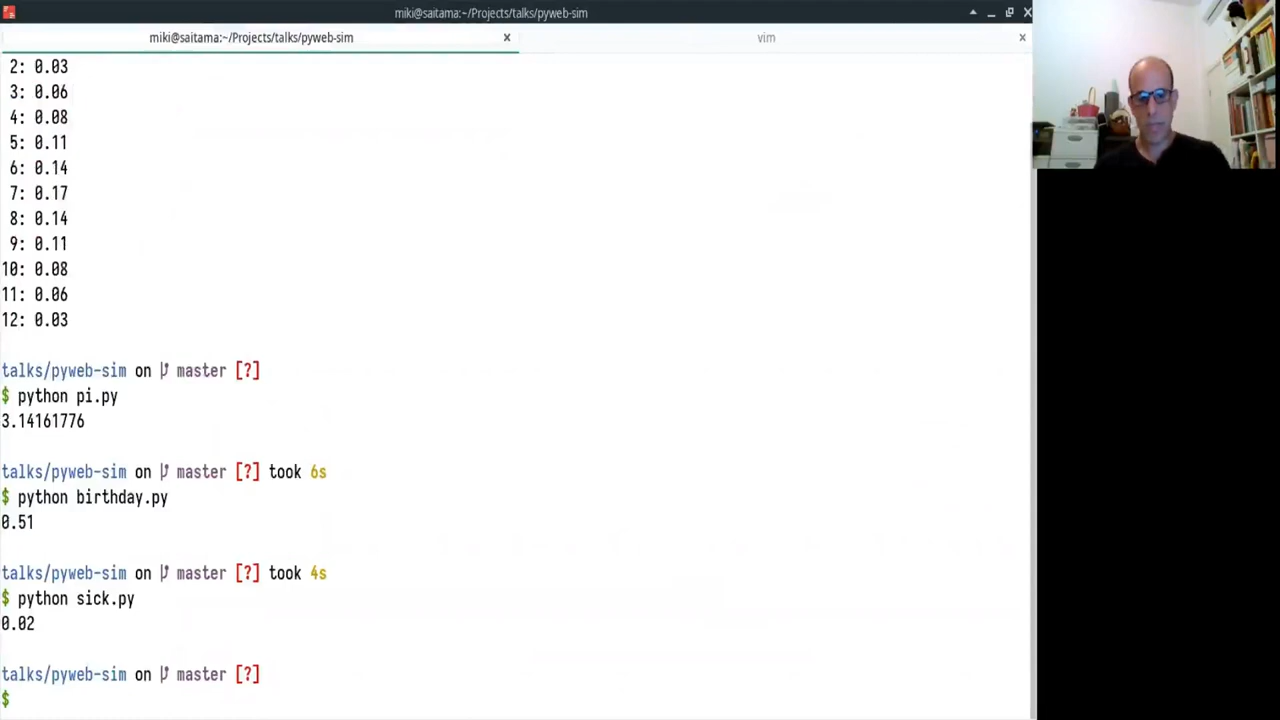 miki@saitama:~/Projects/talks/pyweb-sim
miki@saitama:~/Projects/talks/pyweb-sim
vim
2: 0.03
3: 0.06
4: 0.08
5: 0.11
6: 0.14
7: 0.17
8: 0.14
9: 0.11
10: 0.08
11: 0.06
12: 0.03
talks/pyweb-sim on master [?]
$ python pi.py
3.14161776
talks/pyweb-sim on master [?] took 6s
$ python birthday.py
0.51
talks/pyweb-sim on master [?] took 4s
$ python sick.py
0.02
talks/pyweb-sim on master [?]
$